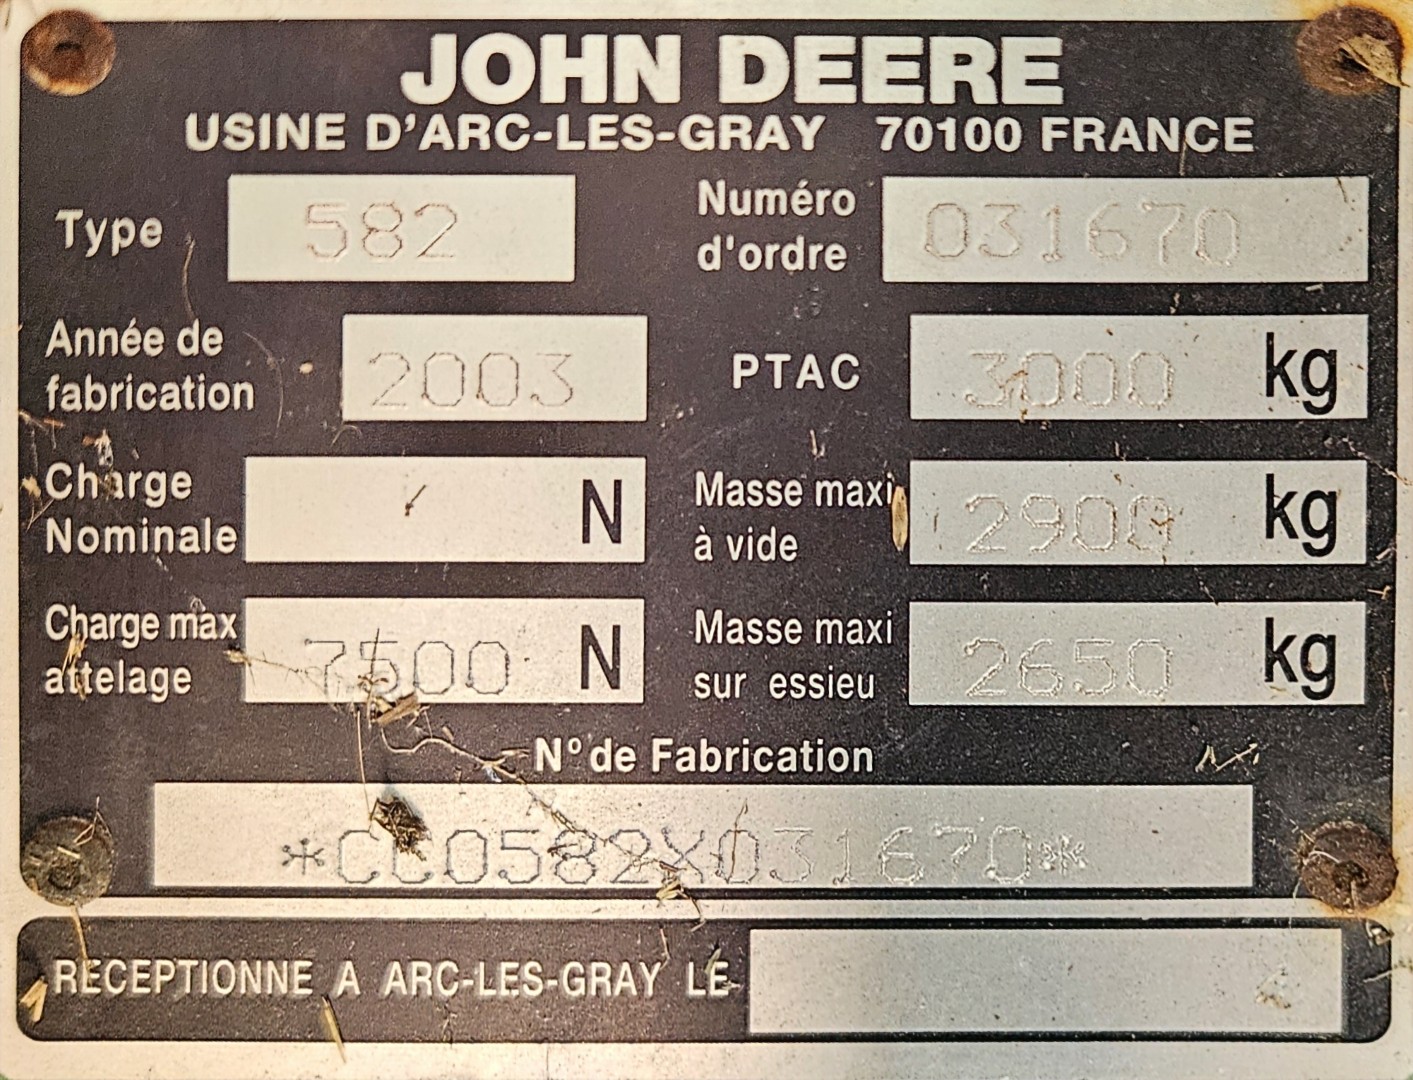 JOHN DEERE
USINE D'ARC-LES-GRAY 70100 FRANCE
Type 582
Numéro d'ordre 031670
Année de fabrication 2003
PTAC 3000 kg
Charge Nominale N
Masse maxi à vide 2900 kg
Charge max attelage 7500 N
Masse maxi sur essieu 2650 kg
N° de Fabrication
*CC0582X031670*
RECEPTIONNE A ARC-LES-GRAY LE